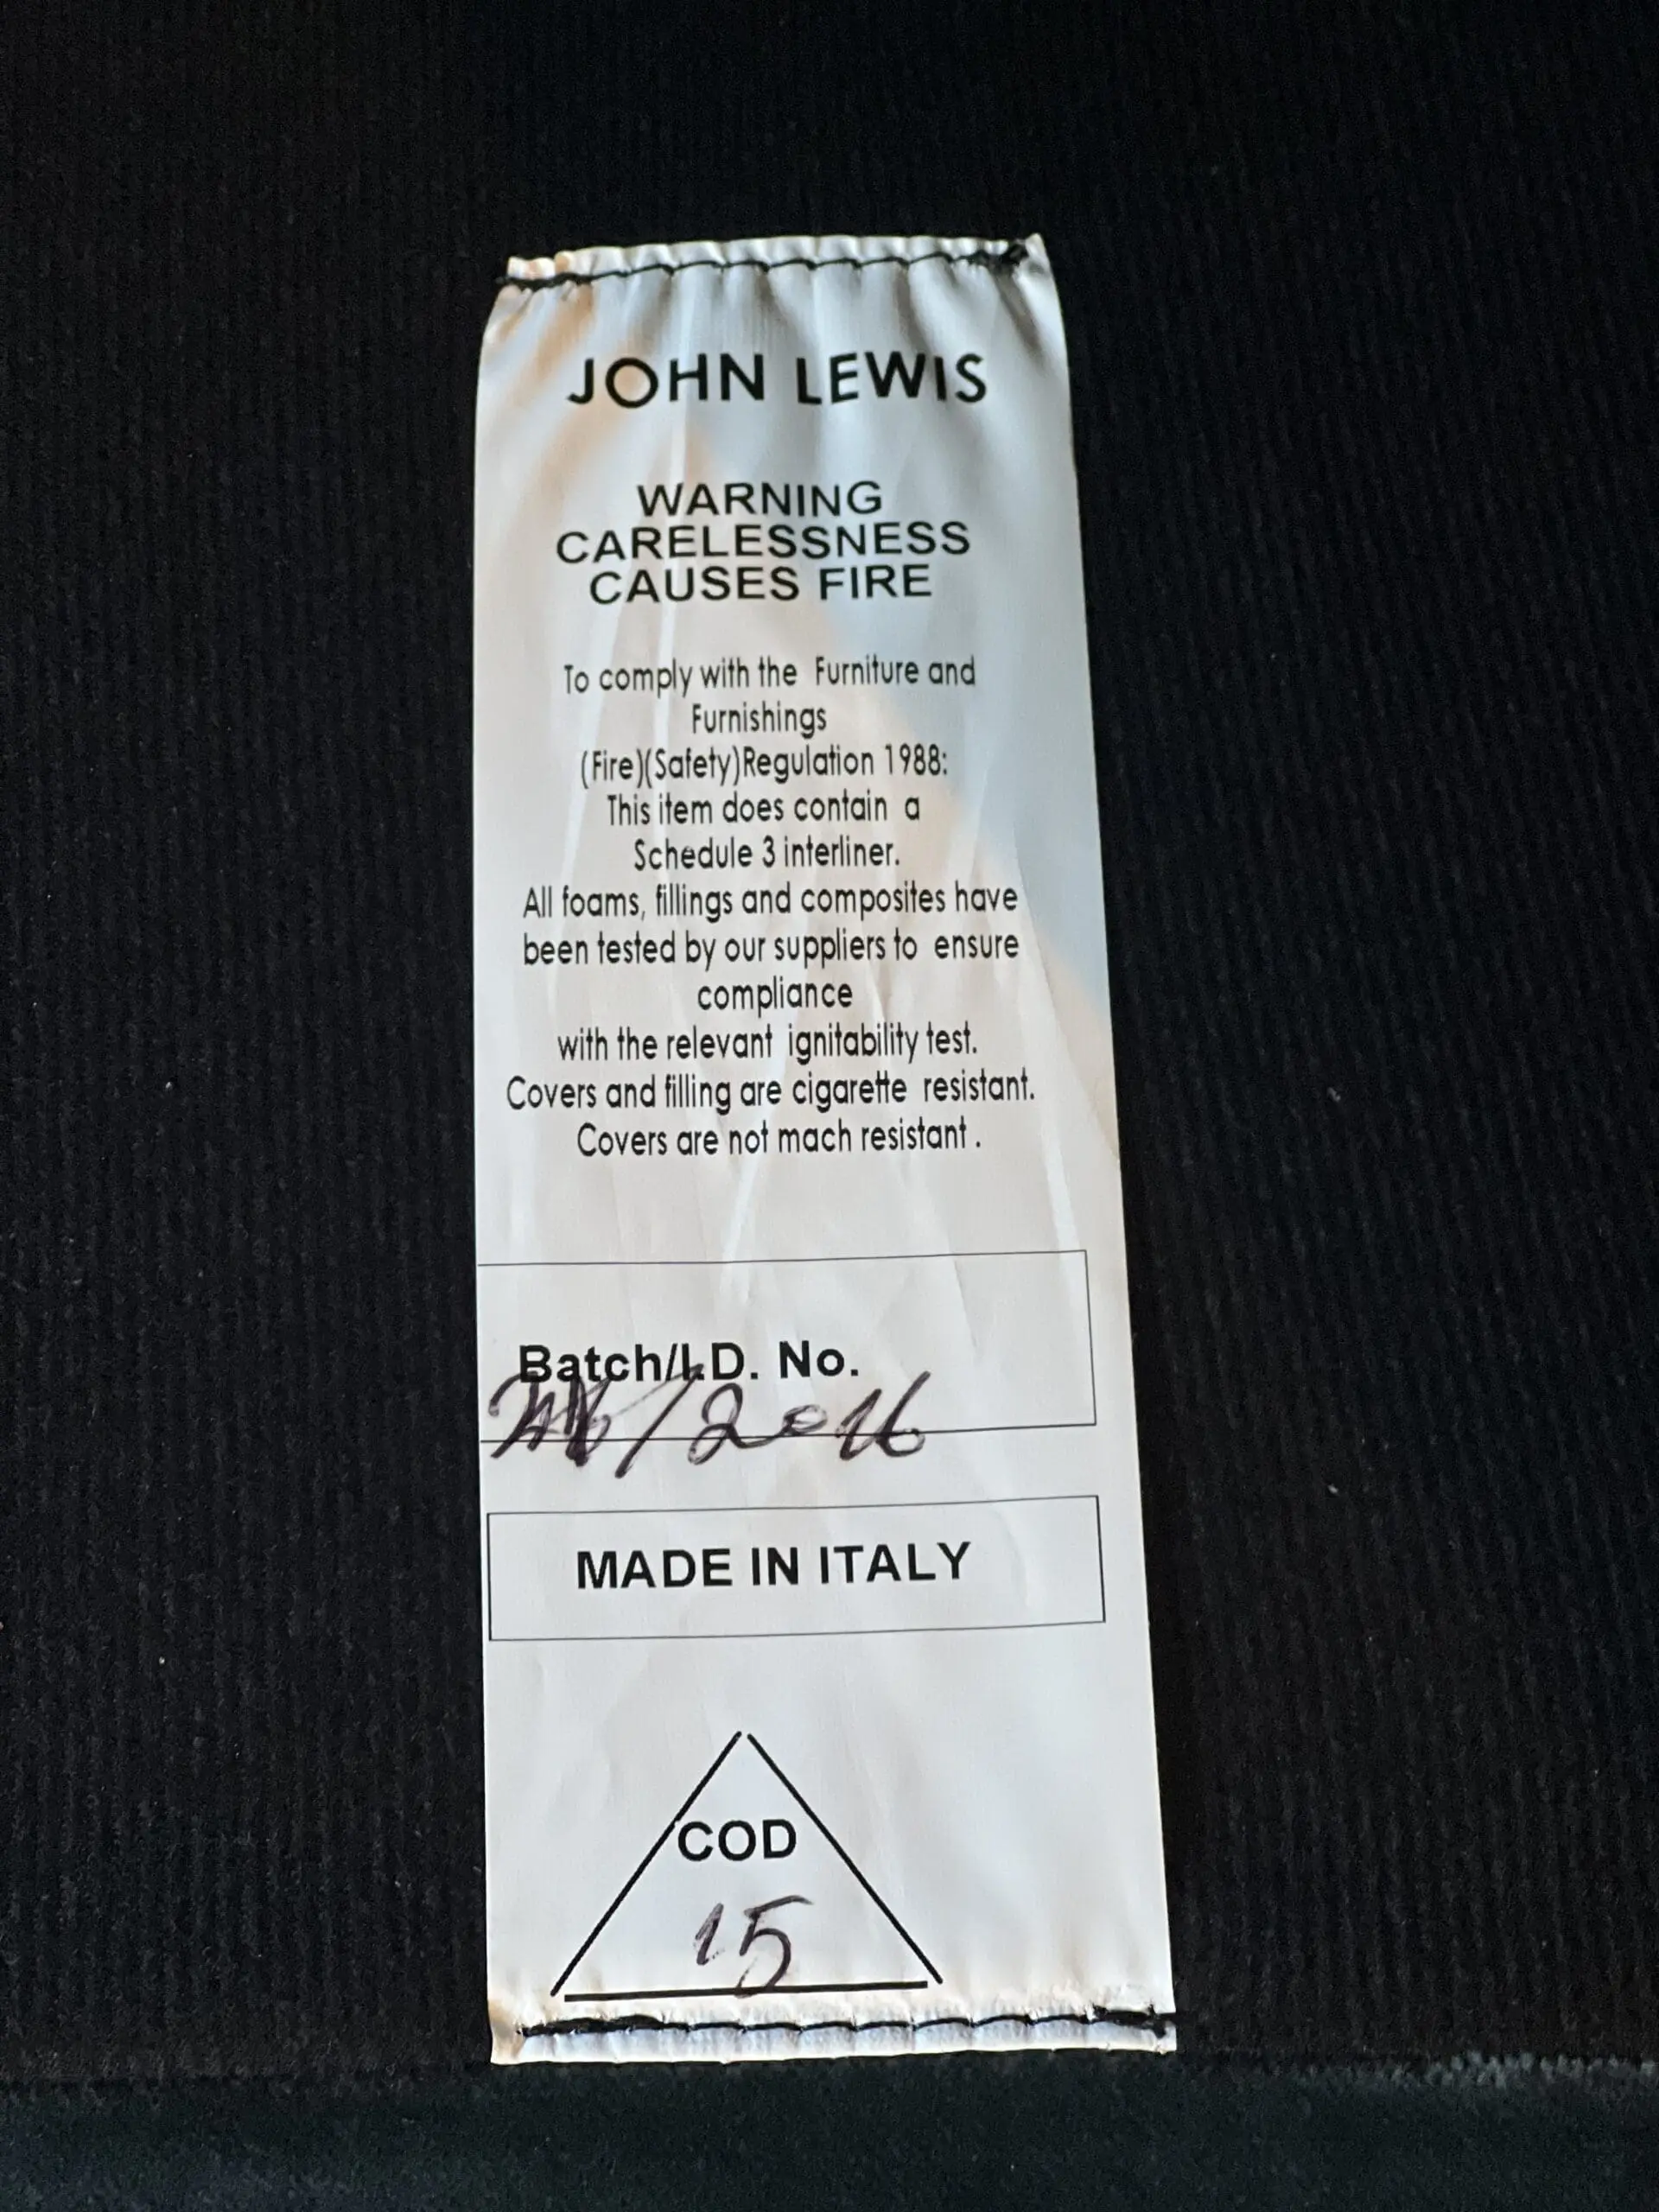 JOHN LEWIS
WARNING
CARELESSNESS
CAUSES FIRE
To comply with the Furniture and
Furnishings
(Fire)(Safety)Regulation 1988:
This item does contain a
Schedule 3 interliner.
All foams, fillings and composites have
been tested by our suppliers to ensure
compliance
with the relevant ignitability test.
Covers and filling are cigarette resistant.
Covers are not mach resistant .
Batch/I.D. No.
/2016
MADE IN ITALY
COD
15